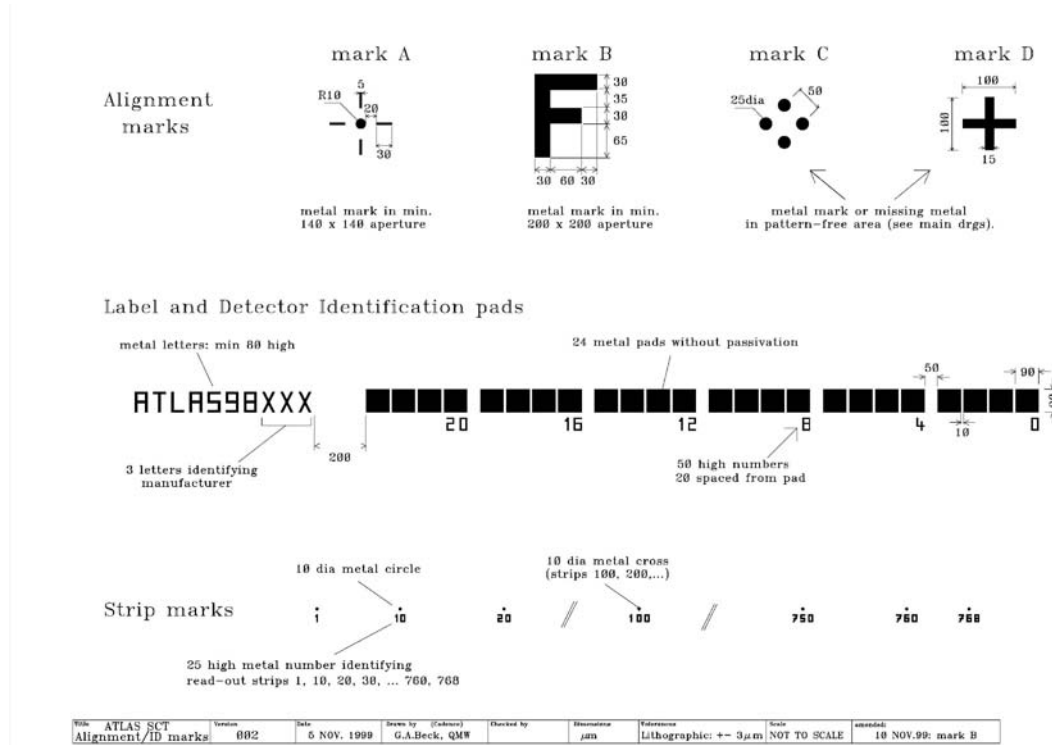 mark A
mark B
mark C
mark D
Alignment
marks
5
R10
20
30
30
35
30
65
30 60 30
25dia
50
100
100
15
metal mark in min.
140 x 140 aperture
metal mark in min.
200 x 200 aperture
metal mark or missing metal
in pattern-free area (see main drgs).
Label and Detector Identification pads
metal letters: min 80 high
24 metal pads without passivation
50
90
ATLAS98XXX
20
16
12
8
4
0
10
200
3 letters identifying
manufacturer
50 high numbers
20 spaced from pad
10 dia metal circle
10 dia metal cross
(strips 100, 200,...)
Strip marks
1
10
20
100
750
760
768
25 high metal number identifying
read-out strips 1, 10, 20, 30, ... 760, 768
Title ATLAS SCT
Alignment/ID marks
Version
002
Date
5 NOV. 1999
Drawn by (Cadence)
G.A.Beck, QMW
Checked by
Dimensions
μm
Tolerances
Lithographic: +- 3μm
Scale
NOT TO SCALE
amended:
10 NOV.99: mark B